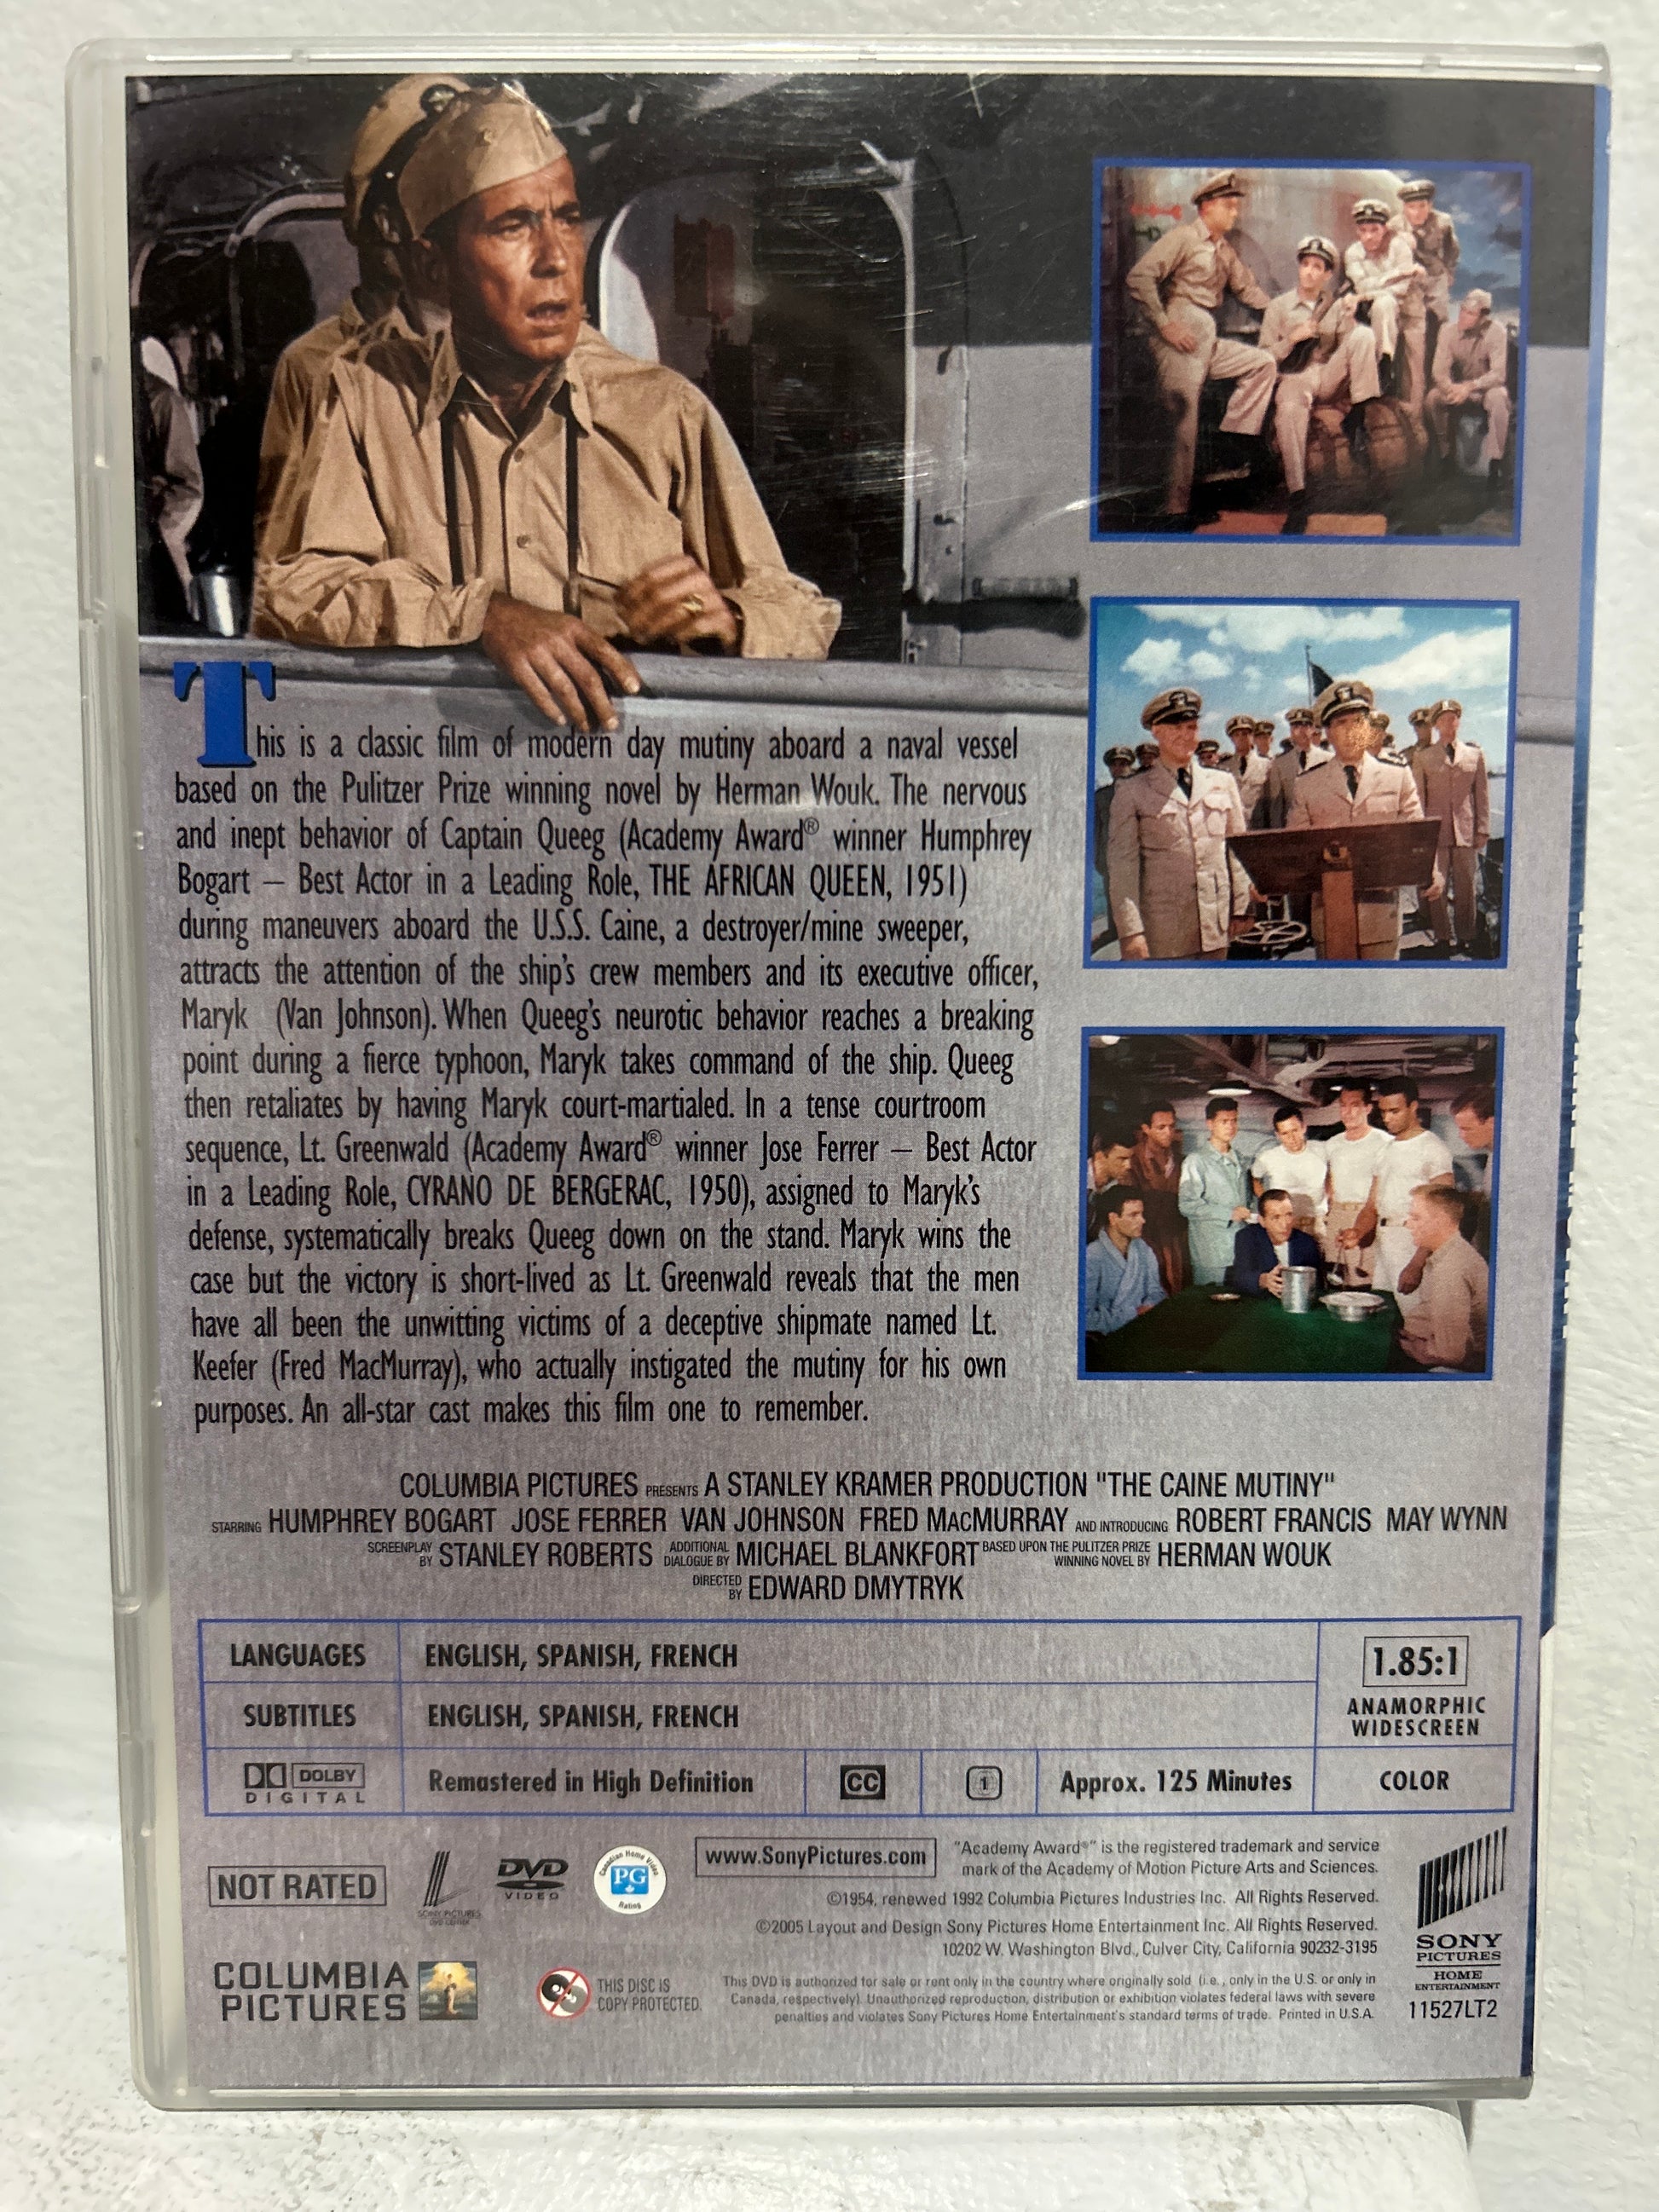 This is a classic film of modern day mutiny aboard a naval vessel
based on the Pulitzer Prize winning novel by Herman Wouk. The nervous
and inept behavior of Captain Queeg (Academy Award® winner Humphrey
Bogart – Best Actor in a Leading Role, THE AFRICAN QUEEN, 1951)
during maneuvers aboard the U.S.S. Caine, a destroyer/mine sweeper,
attracts the attention of the ship's crew members and its executive officer,
Maryk (Van Johnson). When Queeg's neurotic behavior reaches a breaking
point during a fierce typhoon, Maryk takes command of the ship. Queeg
then retaliates by having Maryk court-martialed. In a tense courtroom
sequence, Lt. Greenwald (Academy Award® winner Jose Ferrer – Best Actor
in a Leading Role, CYRANO DE BERGERAC, 1950), assigned to Maryk's
defense, systematically breaks Queeg down on the stand. Maryk wins the
case but the victory is short-lived as Lt. Greenwald reveals that the men
have all been the unwitting victims of a deceptive shipmate named Lt.
Keefer (Fred MacMurray), who actually instigated the mutiny for his own
purposes. An all-star cast makes this film one to remember.
COLUMBIA PICTURES PRESENTS A STANLEY KRAMER PRODUCTION "THE CAINE MUTINY"
STARRING HUMPHREY BOGART JOSE FERRER VAN JOHNSON FRED MACMURRAY AND INTRODUCING ROBERT FRANCIS MAY WYNN
SCREENPLAY BY STANLEY ROBERTS ADDITIONAL DIALOGUE BY MICHAEL BLANKFORT BASED UPON THE PULITZER PRIZE WINNING NOVEL BY HERMAN WOUK
DIRECTED BY EDWARD DMYTRYK
LANGUAGES ENGLISH, SPANISH, FRENCH
SUBTITLES ENGLISH, SPANISH, FRENCH
1.85:1
ANAMORPHIC
WIDESCREEN
DOLBY
DIGITAL
Remastered in High Definition
CC
1
Approx. 125 Minutes
COLOR
NOT RATED
SONY PICTURES
DVD CENTER
DVD
VIDEO
Canadian Home Video
PG
Rating
www.SonyPictures.com
"Academy Award®" is the registered trademark and service
mark of the Academy of Motion Picture Arts and Sciences.
©1954, renewed 1992 Columbia Pictures Industries Inc. All Rights Reserved.
©2005 Layout and Design Sony Pictures Home Entertainment Inc. All Rights Reserved.
10202 W. Washington Blvd., Culver City, California 90232-3195
COLUMBIA
PICTURES
THIS DISC IS
COPY PROTECTED.
This DVD is authorized for sale or rent only in the country where originally sold (i.e., only in the U.S. or only in
Canada, respectively). Unauthorized reproduction, distribution or exhibition violates federal laws with severe
penalties and violates Sony Pictures Home Entertainment's standard terms of trade. Printed in U.S.A.
SONY
PICTURES
HOME
ENTERTAINMENT
11527LT2